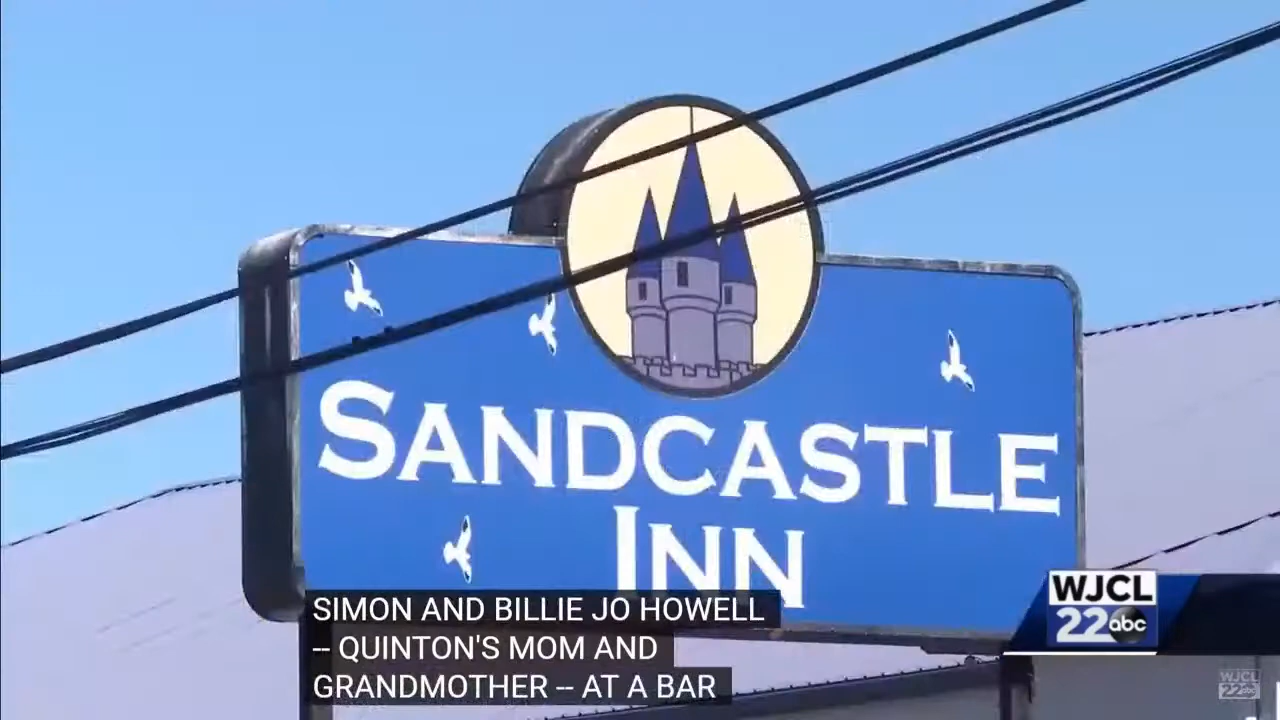 SANDCASTLE
INN
SIMON AND BILLIE JO HOWELL
-- QUINTON'S MOM AND
GRANDMOTHER -- AT A BAR
WJCL
22 abc
WJCL
22 abc